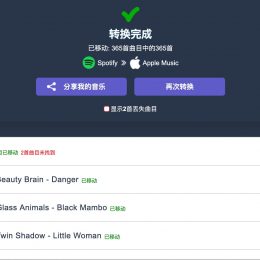 转换完成
已移动: 365首曲目中的365首
Spotify Apple Music
分享我的音乐 再次转换
显示2首丢失曲目
已移动 2首曲目未找到
Beauty Brain - Danger 已移动
Glass Animals - Black Mambo 已移动
Twin Shadow - Little Woman 已移动